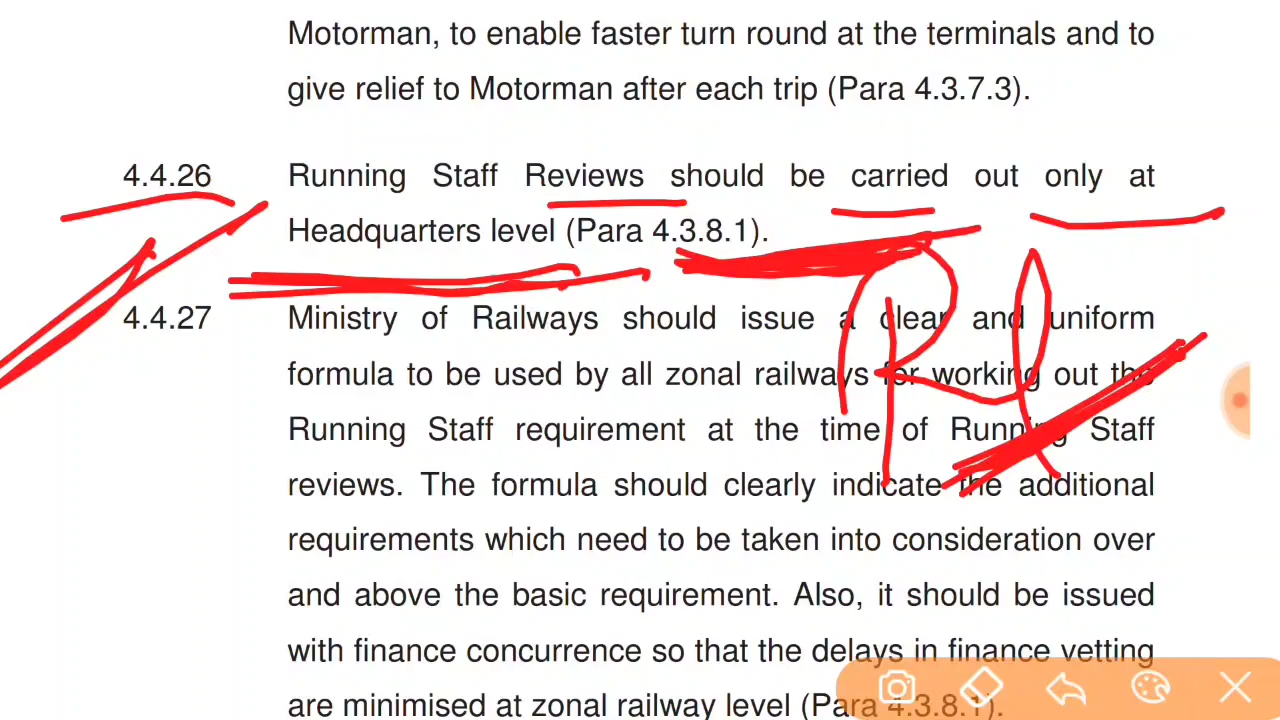 Motorman, to enable faster turn round at the terminals and to
give relief to Motorman after each trip (Para 4.3.7.3).
4.4.26 Running Staff Reviews should be carried out only at
Headquarters level (Para 4.3.8.1).
4.4.27 Ministry of Railways should issue a clear and uniform
formula to be used by all zonal railways for working out the
Running Staff requirement at the time of Running Staff
reviews. The formula should clearly indicate the additional
requirements which need to be taken into consideration over
and above the basic requirement. Also, it should be issued
with finance concurrence so that the delays in finance vetting
are minimised at zonal railway level (Para 4.3.8.1).